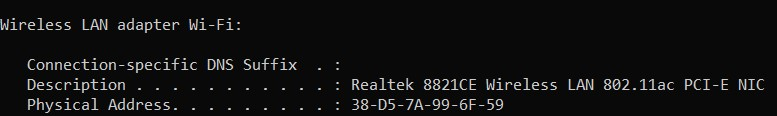 Wireless LAN adapter Wi-Fi:
Connection-specific DNS Suffix  . :
Description . . . . . . . . . . . : Realtek 8821CE Wireless LAN 802.11ac PCI-E NIC
Physical Address. . . . . . . . . : 38-D5-7A-99-6F-59